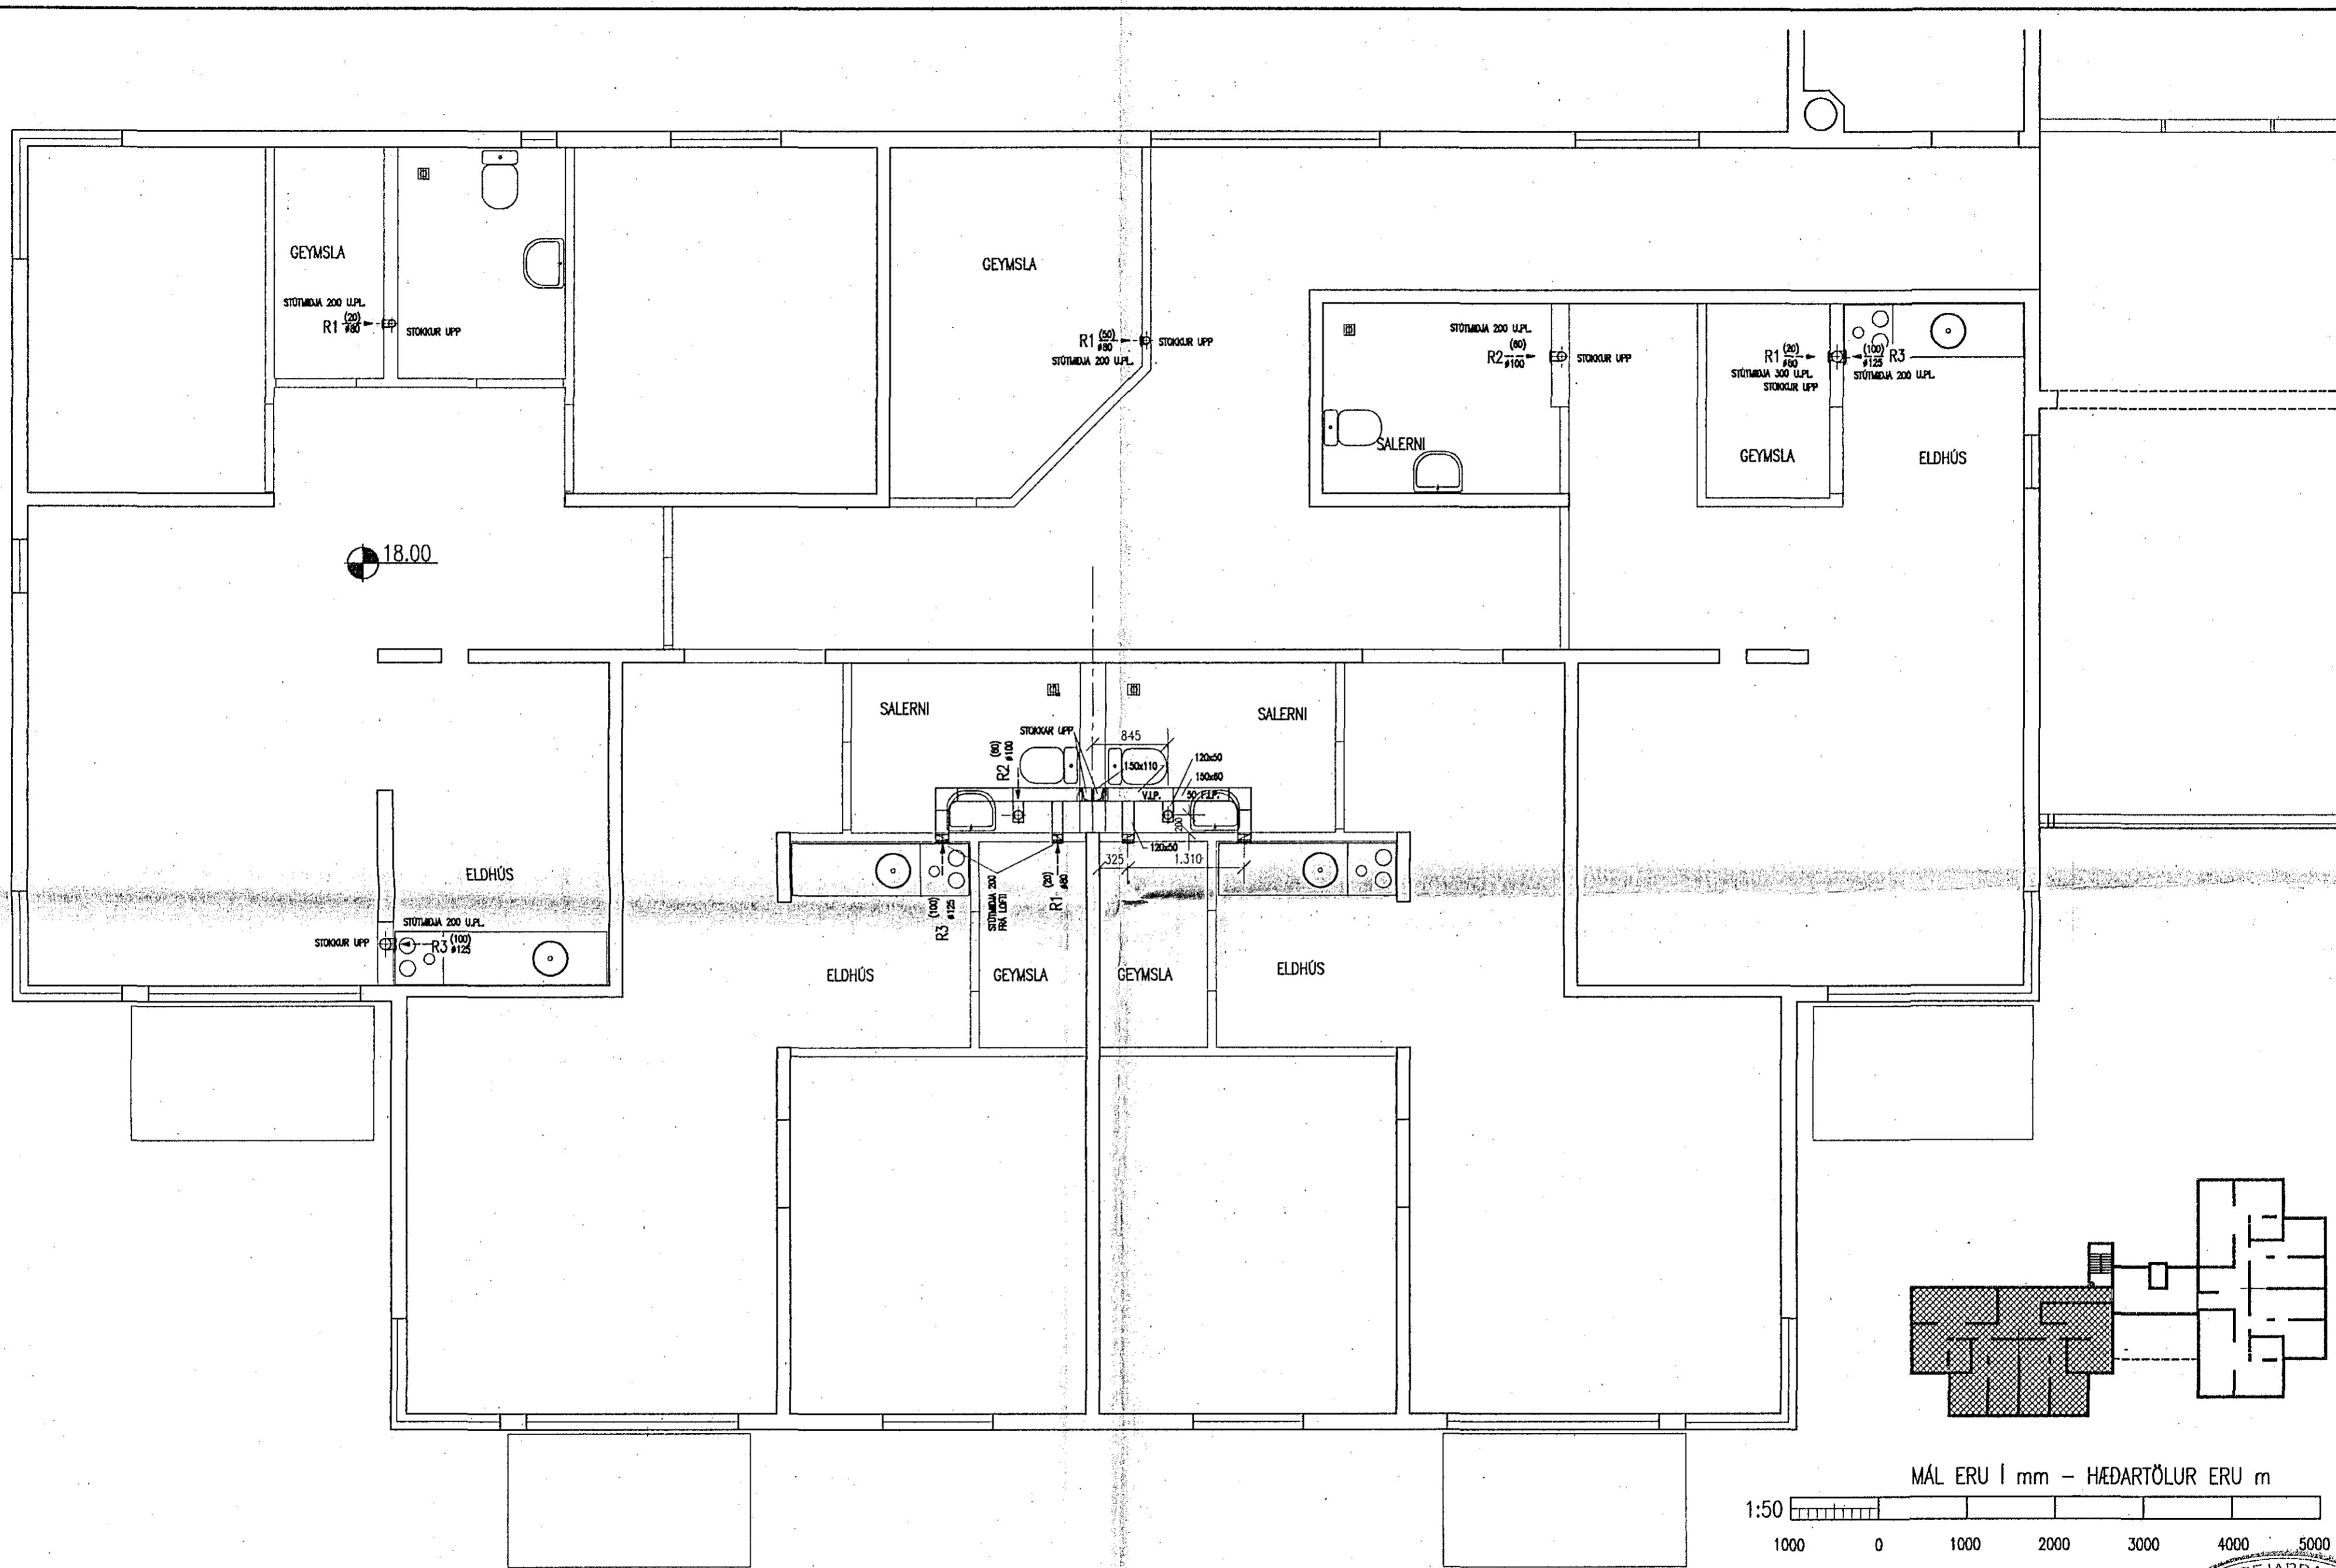 GEYMSLA
STÚTMIÐJA 200 U.PL.
R1 (20) ø80
STOKKUR UPP
GEYMSLA
R1 (50) ø80
STOKKUR UPP
STÚTMIÐJA 200 U.PL.
STÚTMIÐJA 200 U.PL.
R2 (60) ø100
STOKKUR UPP
SALERNI
R1 (20) ø80
STÚTMIÐJA 300 U.PL.
STOKKUR UPP
(100) ø125 R3
STÚTMIÐJA 200 U.PL.
GEYMSLA
ELDHÚS
18.00
SALERNI
STOKKAR UPP
R2 (60) ø100
SALERNI
845
150x110
120x50
150x60
V.I.P.
50 F.I.P.
200
120x50
325
1.310
ELDHÚS
STÚTMIÐJA 200 U.PL.
STOKKUR UPP
R3 (100) ø125
R3 (100) ø125
STÚTMIÐJA 200
FRÁ LOFTI
R1 (20) ø80
ELDHÚS
GEYMSLA
GEYMSLA
ELDHÚS
MÁL ERU Í mm – HÆÐARTÖLUR ERU m
1:50
1000 0 1000 2000 3000 4000 5000